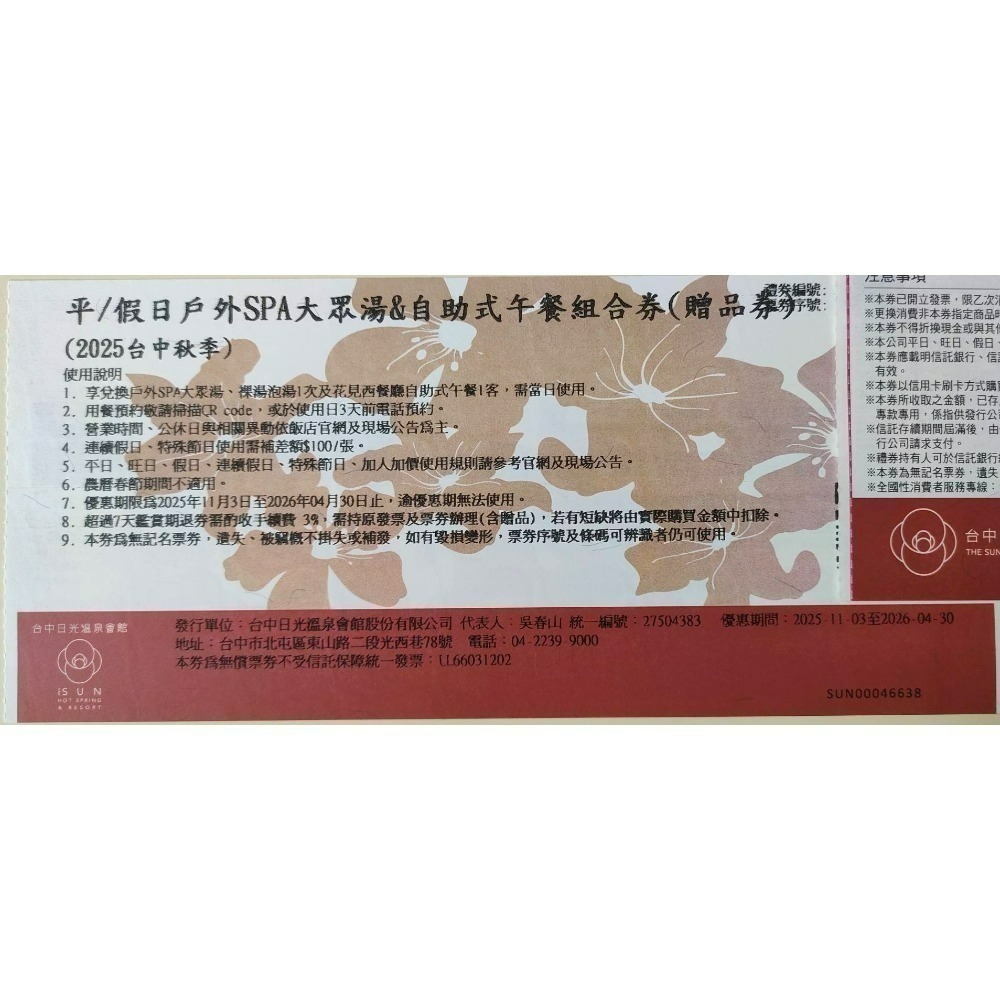 平/假日戶外SPA大眾湯&自助式午餐組合券(贈品券)
(2025台中秋季)
禮券編號:
票券序號:
使用說明
1. 享兌換戶外SPA大眾湯、裸湯泡湯1次及花見西餐廳自助式午餐1客，需當日使用。
2. 用餐預約敬請掃描QR code，或於使用日3天前電話預約。
3. 營業時間、公休日與相關異動依飯店官網及現場公告為主。
4. 連續假日、特殊節日使用需補差額$100/張。
5. 平日、旺日、假日、連續假日、特殊節日、加人加價使用規則請參考官網及現場公告。
6. 農曆春節期間不適用。
7. 優惠期限為2025年11月3日至2026年04月30日止，逾優惠期無法使用。
8. 超過7天鑑賞期退券需酌收手續費 3%，需持原發票及票券辦理(含贈品)，若有短缺將由實際購買金額中扣除。
9. 本券為無記名票券，遺失、被竊概不掛失或補發，如有毀損變形，票券序號及條碼可辨識者仍可使用。
台中日光溫泉會館
iSUN
HOT SPRING
& RESORT
發行單位：台中日光溫泉會館股份有限公司 代表人：吳春山 統一編號：27504383 優惠期間：2025-11-03至2026-04-30
地址：台中市北屯區東山路二段光西巷78號 電話：04-2239 9000
本券為無償票券不受信託保障統一發票：LL66031202
SUN00046638
注意事項
※本券已開立發票，限乙次
※更換消費非本券指定商品
※本券不得折換現金或與其
※本公司平日、旺日、假日
※本券應載明信託銀行、信
有效。
※本券以信用卡刷卡方式購
※本券所收取之金額，已存
專款專用，係指供發行公
※信託存續期間屆滿後，由
行公司請求支付。
※禮券持有人可於信託銀行
※本券為無記名票券，遺失
※全國性消費者服務專線：
台中
THE SUN